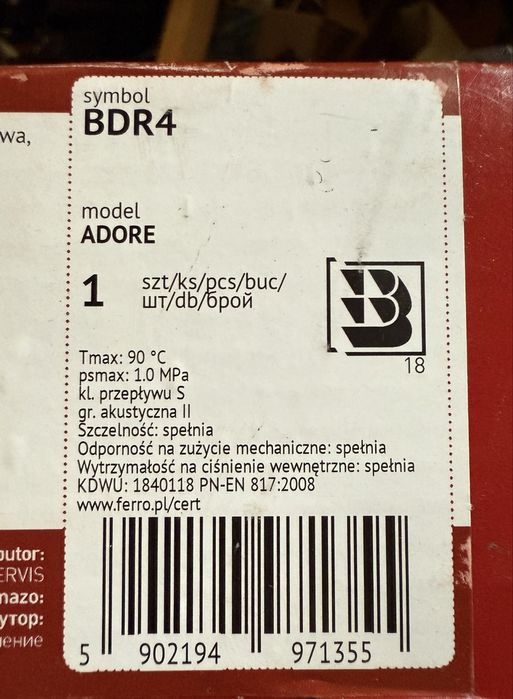 symbol
BDR4
wa,
model
ADORE
1 szt/ks/pcs/buc/
шт/db/брой
B
18
Tmax: 90 °C
psmax: 1.0 MPa
kl. przepływu S
gr. akustyczna II
Szczelność: spełnia
Odporność na zużycie mechaniczne: spełnia
Wytrzymałość na ciśnienie wewnętrzne: spełnia
KDWU: 1840118 PN-EN 817:2008
www.ferro.pl/cert
butor:
ERVIS
mazo:
утор:
ение
5 902194 971355